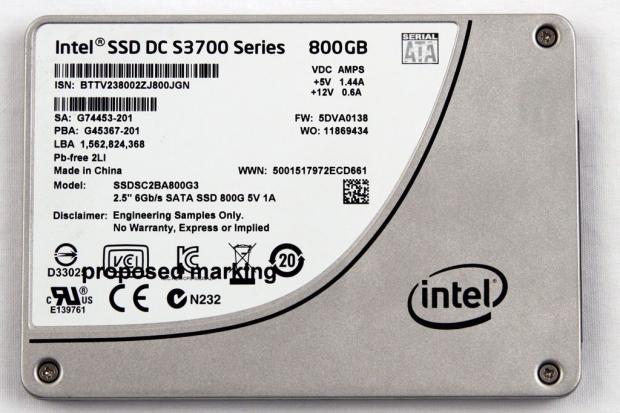 Intel® SSD DC S3700 Series 800GB
SERIAL
ATA
VDC AMPS
+5V 1.44A
+12V 0.6A
ISN: BTTV238002ZJ800JGN
SA: G74453-201
PBA: G45367-201
LBA 1,562,824,368
Pb-free 2LI
Made in China
FW: 5DVA0138
WO: 11869434
WWN: 5001517972ECD661
Model: SSDSC2BA800G3
2.5" 6Gb/s SATA SSD 800G 5V 1A
Disclaimer: Engineering Samples Only.
No Warranty, Express or Implied
VCI
20
proposed marking
c UL ® US
E139761
CE
N232
intel